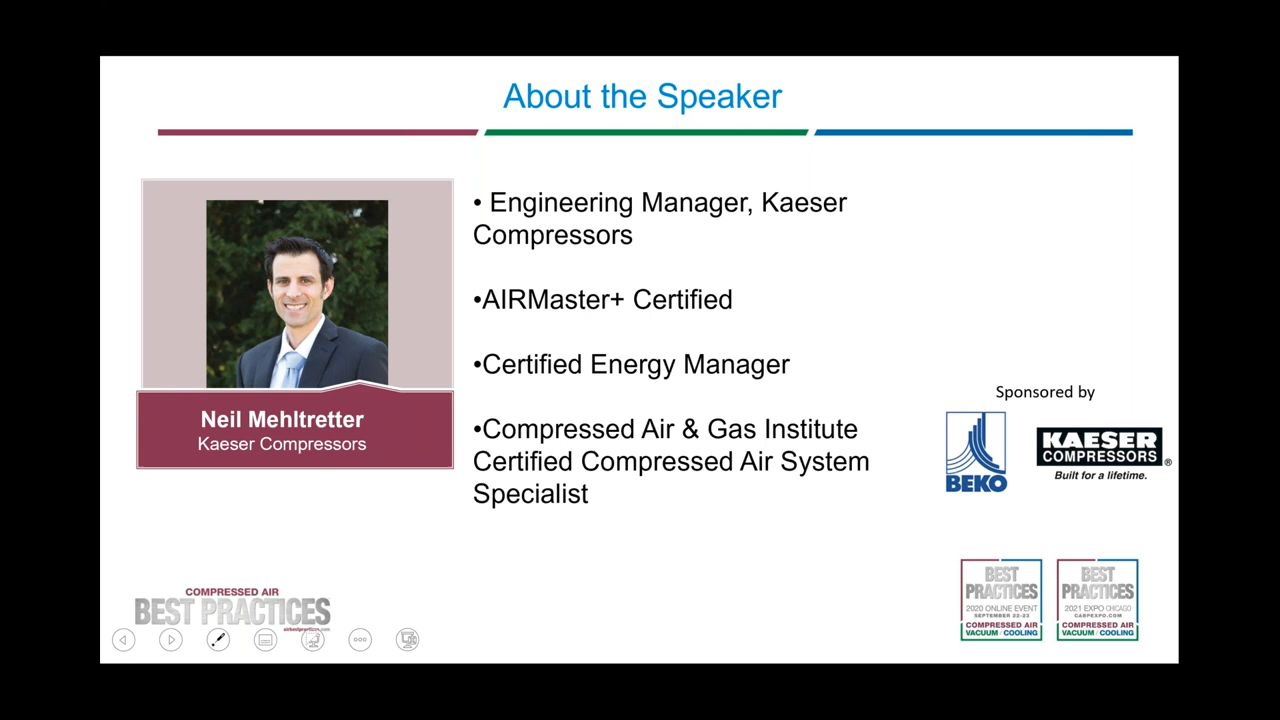 About the Speaker
• Engineering Manager, Kaeser
Compressors
•AIRMaster+ Certified
•Certified Energy Manager
•Compressed Air & Gas Institute
Certified Compressed Air System
Specialist
Neil Mehltretter
Kaeser Compressors
Sponsored by
BEKO
KAESER
COMPRESSORS®
Built for a lifetime.
COMPRESSED AIR
BEST PRACTICES
airbestpractices.com
BEST
PRACTICES
2020 ONLINE EVENT
SEPTEMBER 22-23
COMPRESSED AIR
VACUUM / COOLING
BEST
PRACTICES
2021 EXPO CHICAGO
CABPEXPO.COM
COMPRESSED AIR
VACUUM / COOLING